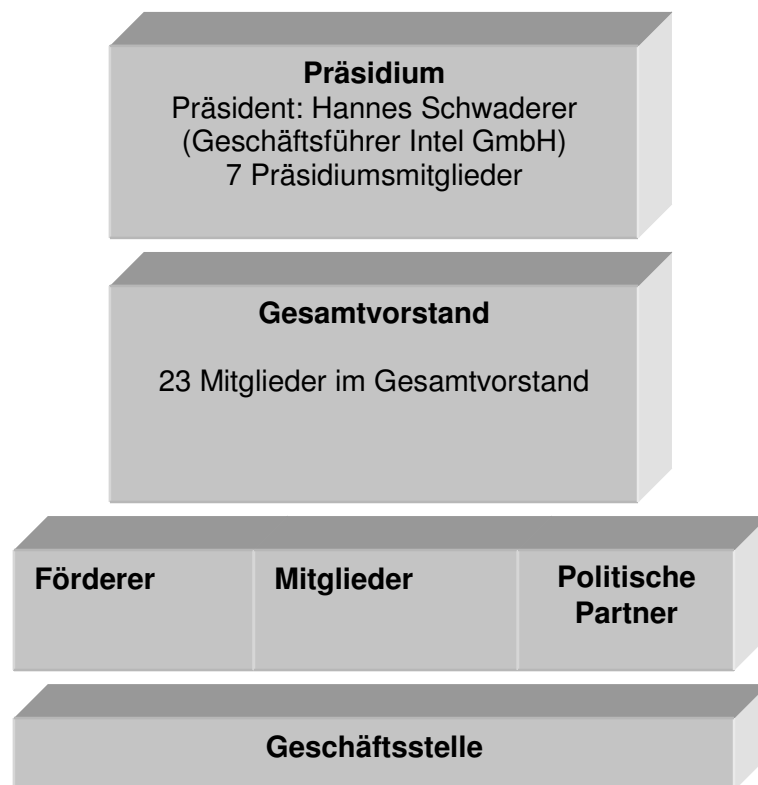 Präsidium
Präsident: Hannes Schwaderer
(Geschäftsführer Intel GmbH)
7 Präsidiumsmitglieder
Gesamtvorstand
23 Mitglieder im Gesamtvorstand
Förderer
Mitglieder
Politische
Partner
Geschäftsstelle